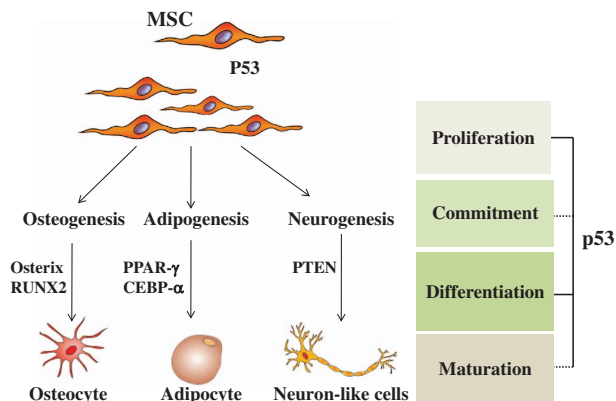 MSC
P53
Osteogenesis Adipogenesis Neurogenesis
Osterix
RUNX2
PPAR-γ
CEBP-α
PTEN
Osteocyte Adipocyte Neuron-like cells
Proliferation
Commitment
Differentiation
Maturation
p53